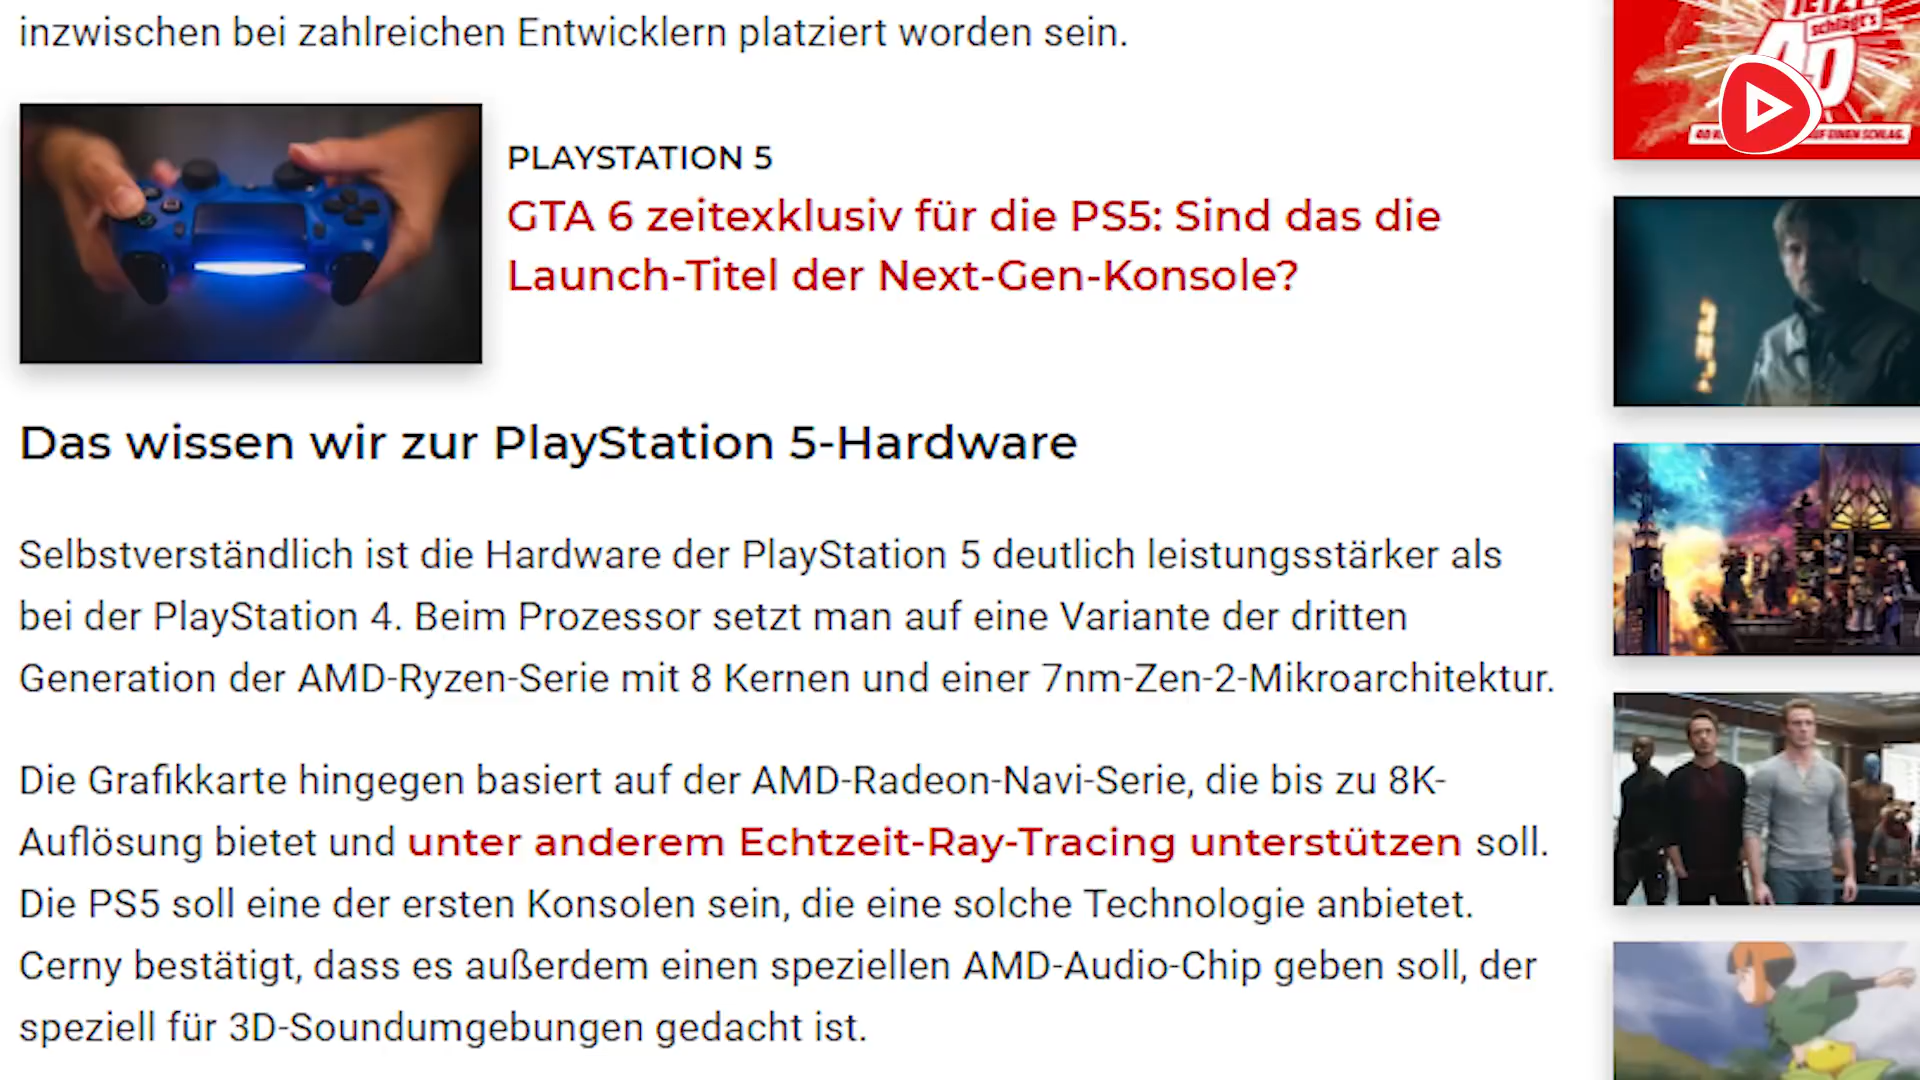 inzwischen bei zahlreichen Entwicklern platziert worden sein.
PLAYSTATION 5
GTA 6 zeitexklusiv für die PS5: Sind das die
Launch-Titel der Next-Gen-Konsole?
Das wissen wir zur PlayStation 5-Hardware
Selbstverständlich ist die Hardware der PlayStation 5 deutlich leistungsstärker als
bei der PlayStation 4. Beim Prozessor setzt man auf eine Variante der dritten
Generation der AMD-Ryzen-Serie mit 8 Kernen und einer 7nm-Zen-2-Mikroarchitektur.
Die Grafikkarte hingegen basiert auf der AMD-Radeon-Navi-Serie, die bis zu 8K-
Auflösung bietet und unter anderem Echtzeit-Ray-Tracing unterstützen soll.
Die PS5 soll eine der ersten Konsolen sein, die eine solche Technologie anbietet.
Cerny bestätigt, dass es außerdem einen speziellen AMD-Audio-Chip geben soll, der
speziell für 3D-Soundumgebungen gedacht ist.
JETZT
schlägt's
40
AUF EINEN SCHLAG.